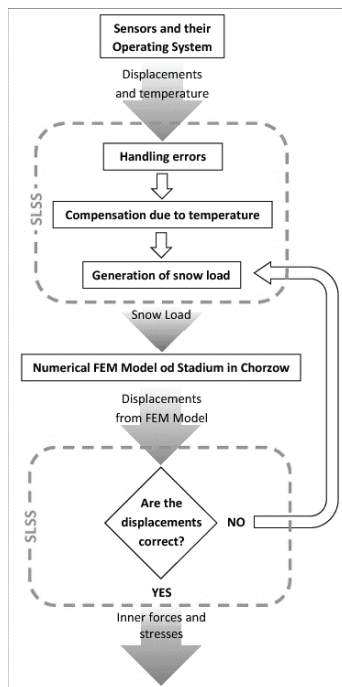 Sensors and their
Operating System
Displacements
and temperature
SLSS
Handling errors
Compensation due to temperature
Generation of snow load
Snow Load
Numerical FEM Model od Stadium in Chorzow
Displacements
from FEM Model
SLSS
Are the
displacements
correct?
NO
YES
Inner forces and
stresses